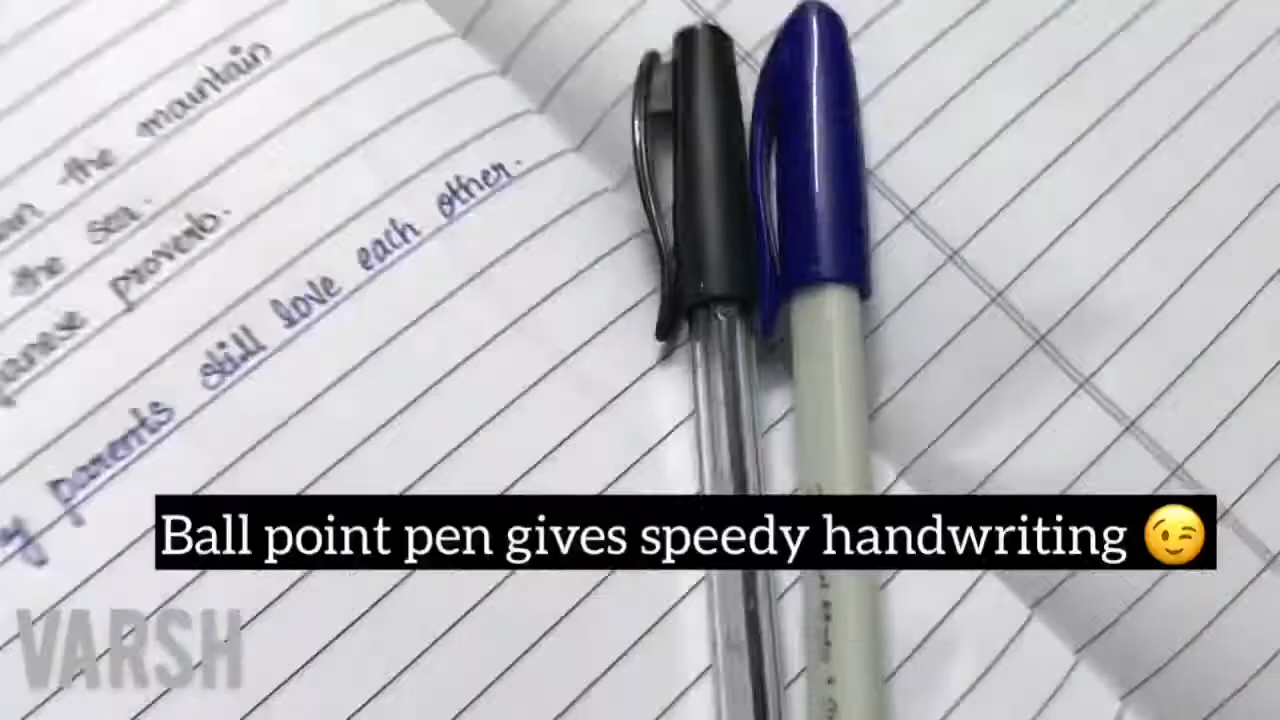 the mountain
the sea.
proverb.
parents still love each other.
Ball point pen gives speedy handwriting 😉
VARSH